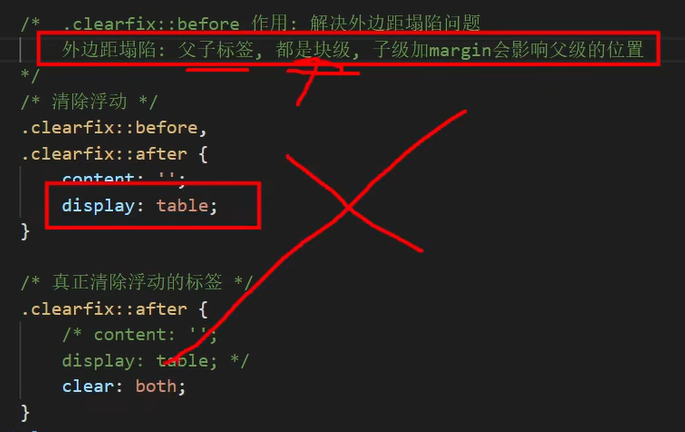 /*  .clearfix::before 作用: 解决外边距塌陷问题
外边距塌陷: 父子标签, 都是块级, 子级加margin会影响父级的位置
*/
/* 清除浮动 */
.clearfix::before,
.clearfix::after {
content: '';
display: table;
}
/* 真正清除浮动的标签 */
.clearfix::after {
/* content: '';
display: table; */
clear: both;
}